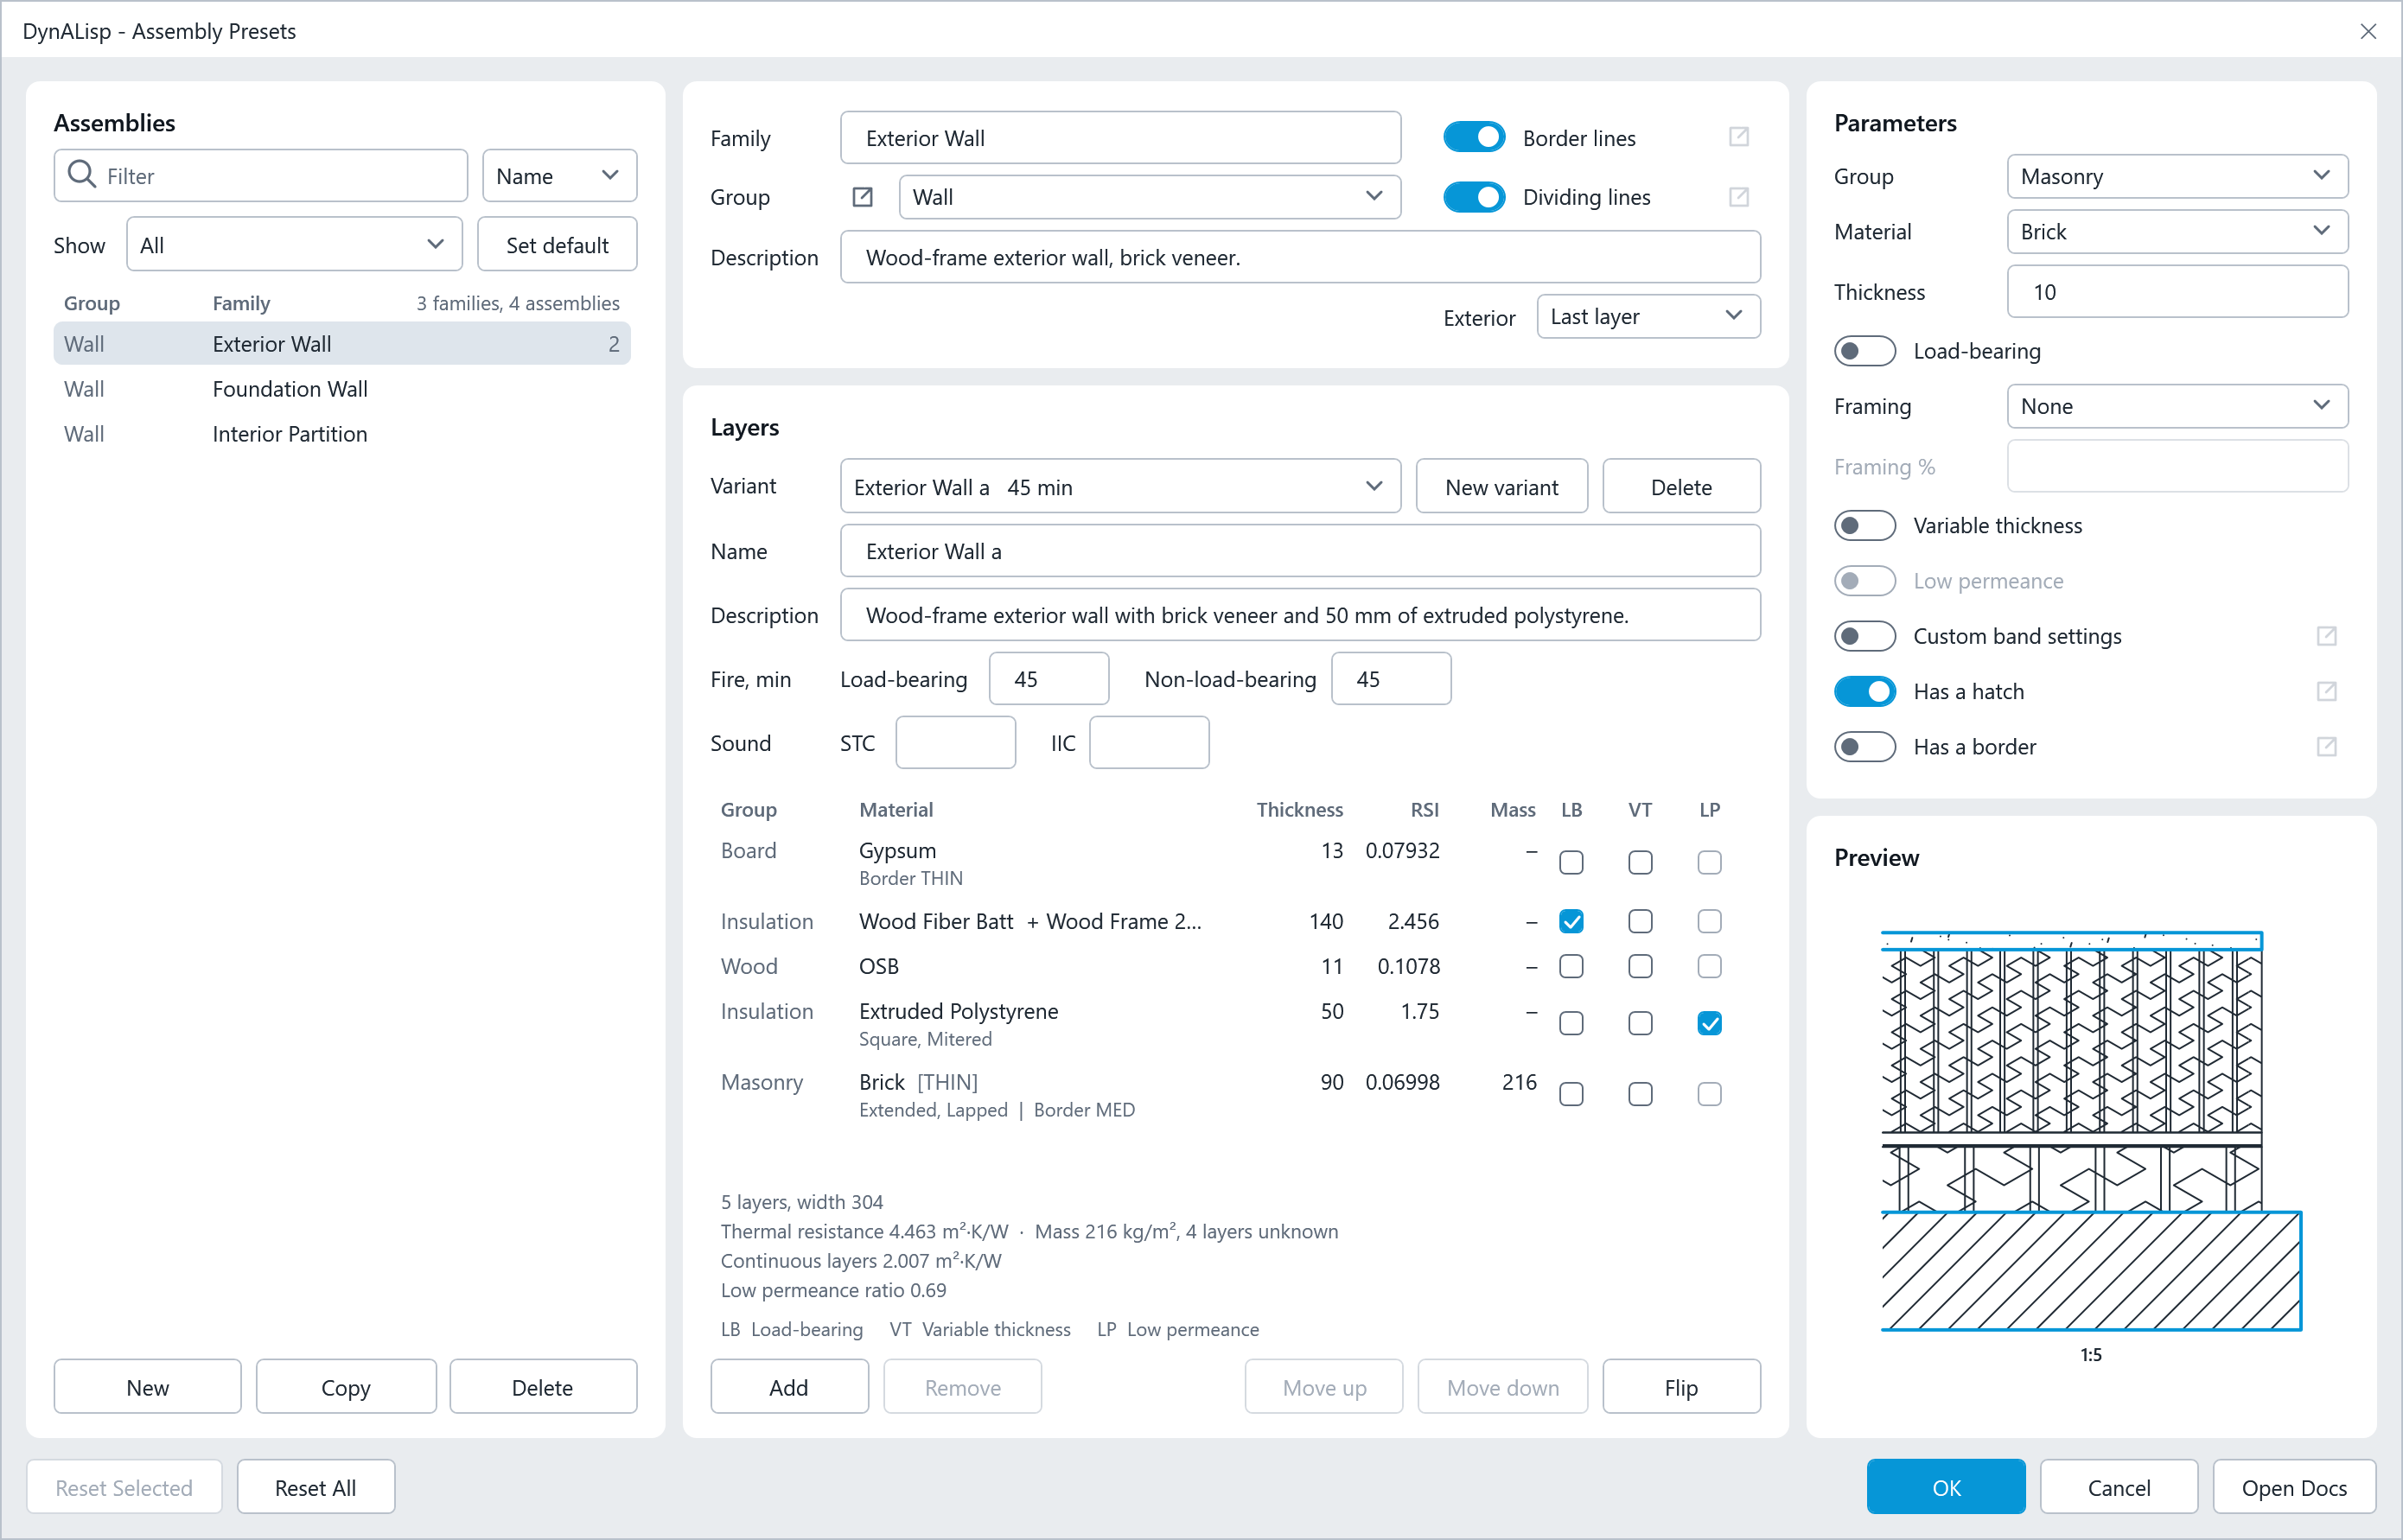 DynALisp - Assembly Presets
Assemblies
Filter
Name
Show
All
Set default
Group Family 3 families, 4 assemblies
Wall Exterior Wall 2
Wall Foundation Wall
Wall Interior Partition
New
Copy
Delete
Family
Exterior Wall
Border lines
Group
Wall
Dividing lines
Description
Wood-frame exterior wall, brick veneer.
Exterior
Last layer
Layers
Variant
Exterior Wall a 45 min
New variant
Delete
Name
Exterior Wall a
Description
Wood-frame exterior wall with brick veneer and 50 mm of extruded polystyrene.
Fire, min Load-bearing 45 Non-load-bearing 45
Sound STC IIC
Group Material Thickness RSI Mass LB VT LP
Board Gypsum 13 0.07932 –
Border THIN
Insulation Wood Fiber Batt + Wood Frame 2... 140 2.456 –
Wood OSB 11 0.1078 –
Insulation Extruded Polystyrene 50 1.75 –
Square, Mitered
Masonry Brick [THIN] 90 0.06998 216
Extended, Lapped | Border MED
5 layers, width 304
Thermal resistance 4.463 m²·K/W · Mass 216 kg/m², 4 layers unknown
Continuous layers 2.007 m²·K/W
Low permeance ratio 0.69
LB Load-bearing VT Variable thickness LP Low permeance
Add
Remove
Move up
Move down
Flip
Parameters
Group
Masonry
Material
Brick
Thickness
10
Load-bearing
Framing
None
Framing %
Variable thickness
Low permeance
Custom band settings
Has a hatch
Has a border
Preview
1:5
Reset Selected
Reset All
OK
Cancel
Open Docs